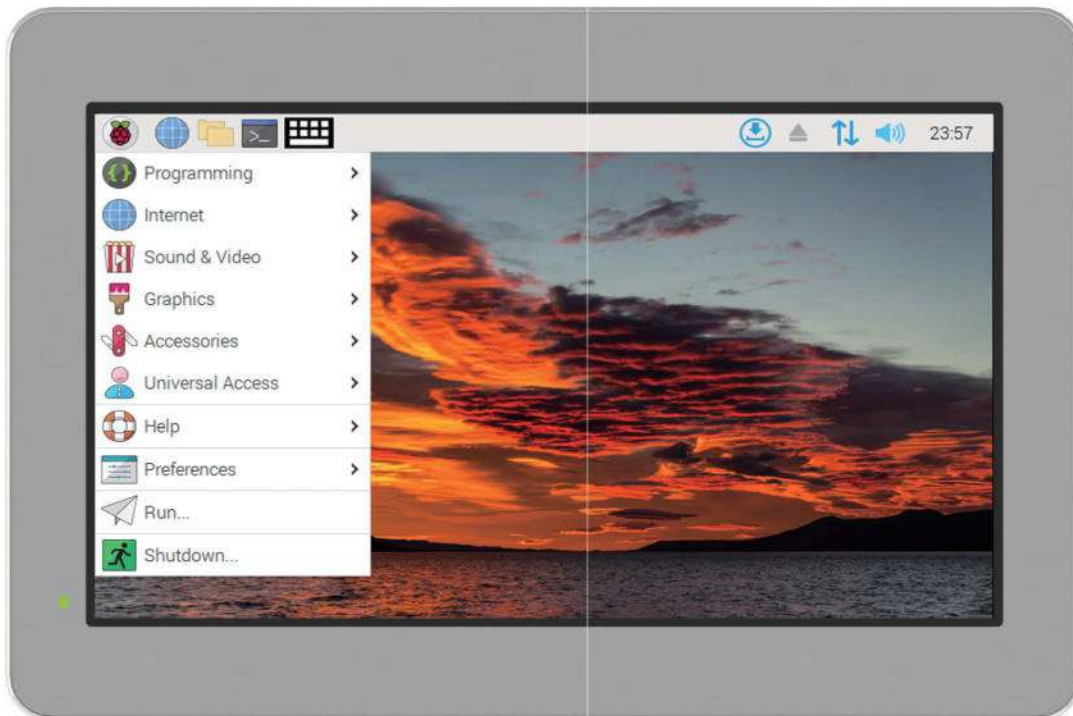 23:57
Programming
Internet
Sound & Video
Graphics
Accessories
Universal Access
Help
Preferences
Run...
Shutdown...